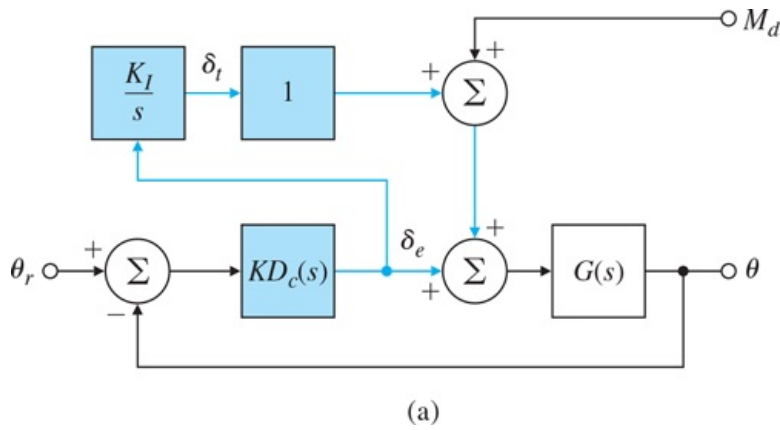 M_d
+
K_I
s
δ_t
1
+
Σ
+
δ_e
θ_r
+
Σ
−
KD_c(s)
+
Σ
G(s)
θ
(a)